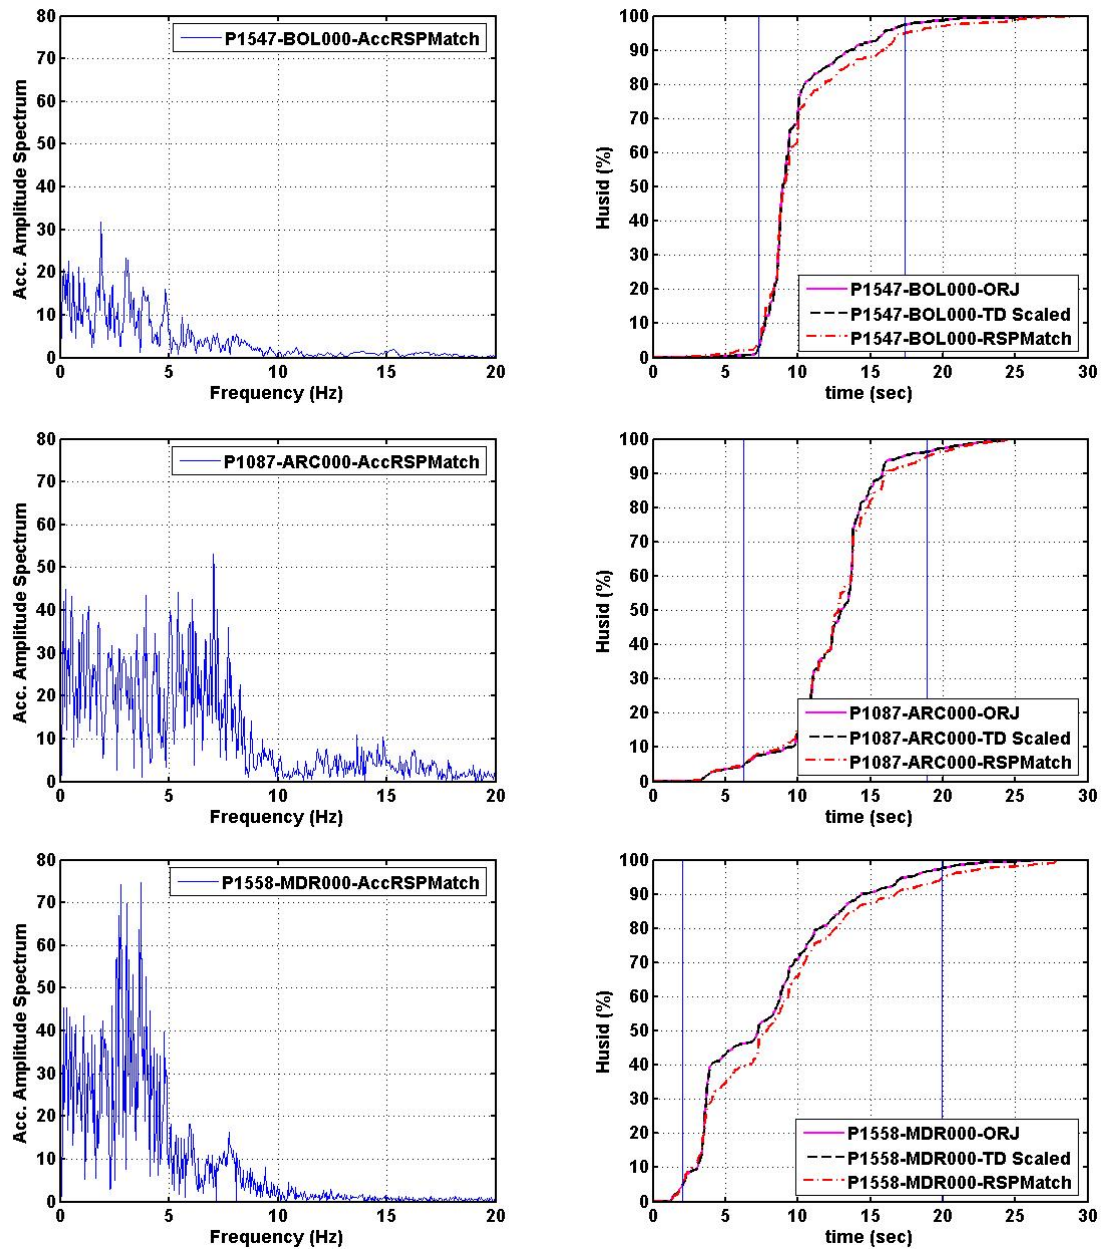 P1547-BOL000-AccRSPMatch
80
70
60
50
40
30
20
10
0
Acc. Amplitude Spectrum
0 5 10 15 20
Frequency (Hz)
100
90
80
70
60
50
40
30
20
10
0
Husid (%)
P1547-BOL000-ORJ
P1547-BOL000-TD Scaled
P1547-BOL000-RSPMatch
0 5 10 15 20 25 30
time (sec)
P1087-ARC000-AccRSPMatch
80
70
60
50
40
30
20
10
0
Acc. Amplitude Spectrum
0 5 10 15 20
Frequency (Hz)
100
90
80
70
60
50
40
30
20
10
0
Husid (%)
P1087-ARC000-ORJ
P1087-ARC000-TD Scaled
P1087-ARC000-RSPMatch
0 5 10 15 20 25 30
time (sec)
P1558-MDR000-AccRSPMatch
80
70
60
50
40
30
20
10
0
Acc. Amplitude Spectrum
0 5 10 15 20
Frequency (Hz)
100
90
80
70
60
50
40
30
20
10
0
Husid (%)
P1558-MDR000-ORJ
P1558-MDR000-TD Scaled
P1558-MDR000-RSPMatch
0 5 10 15 20 25 30
time (sec)